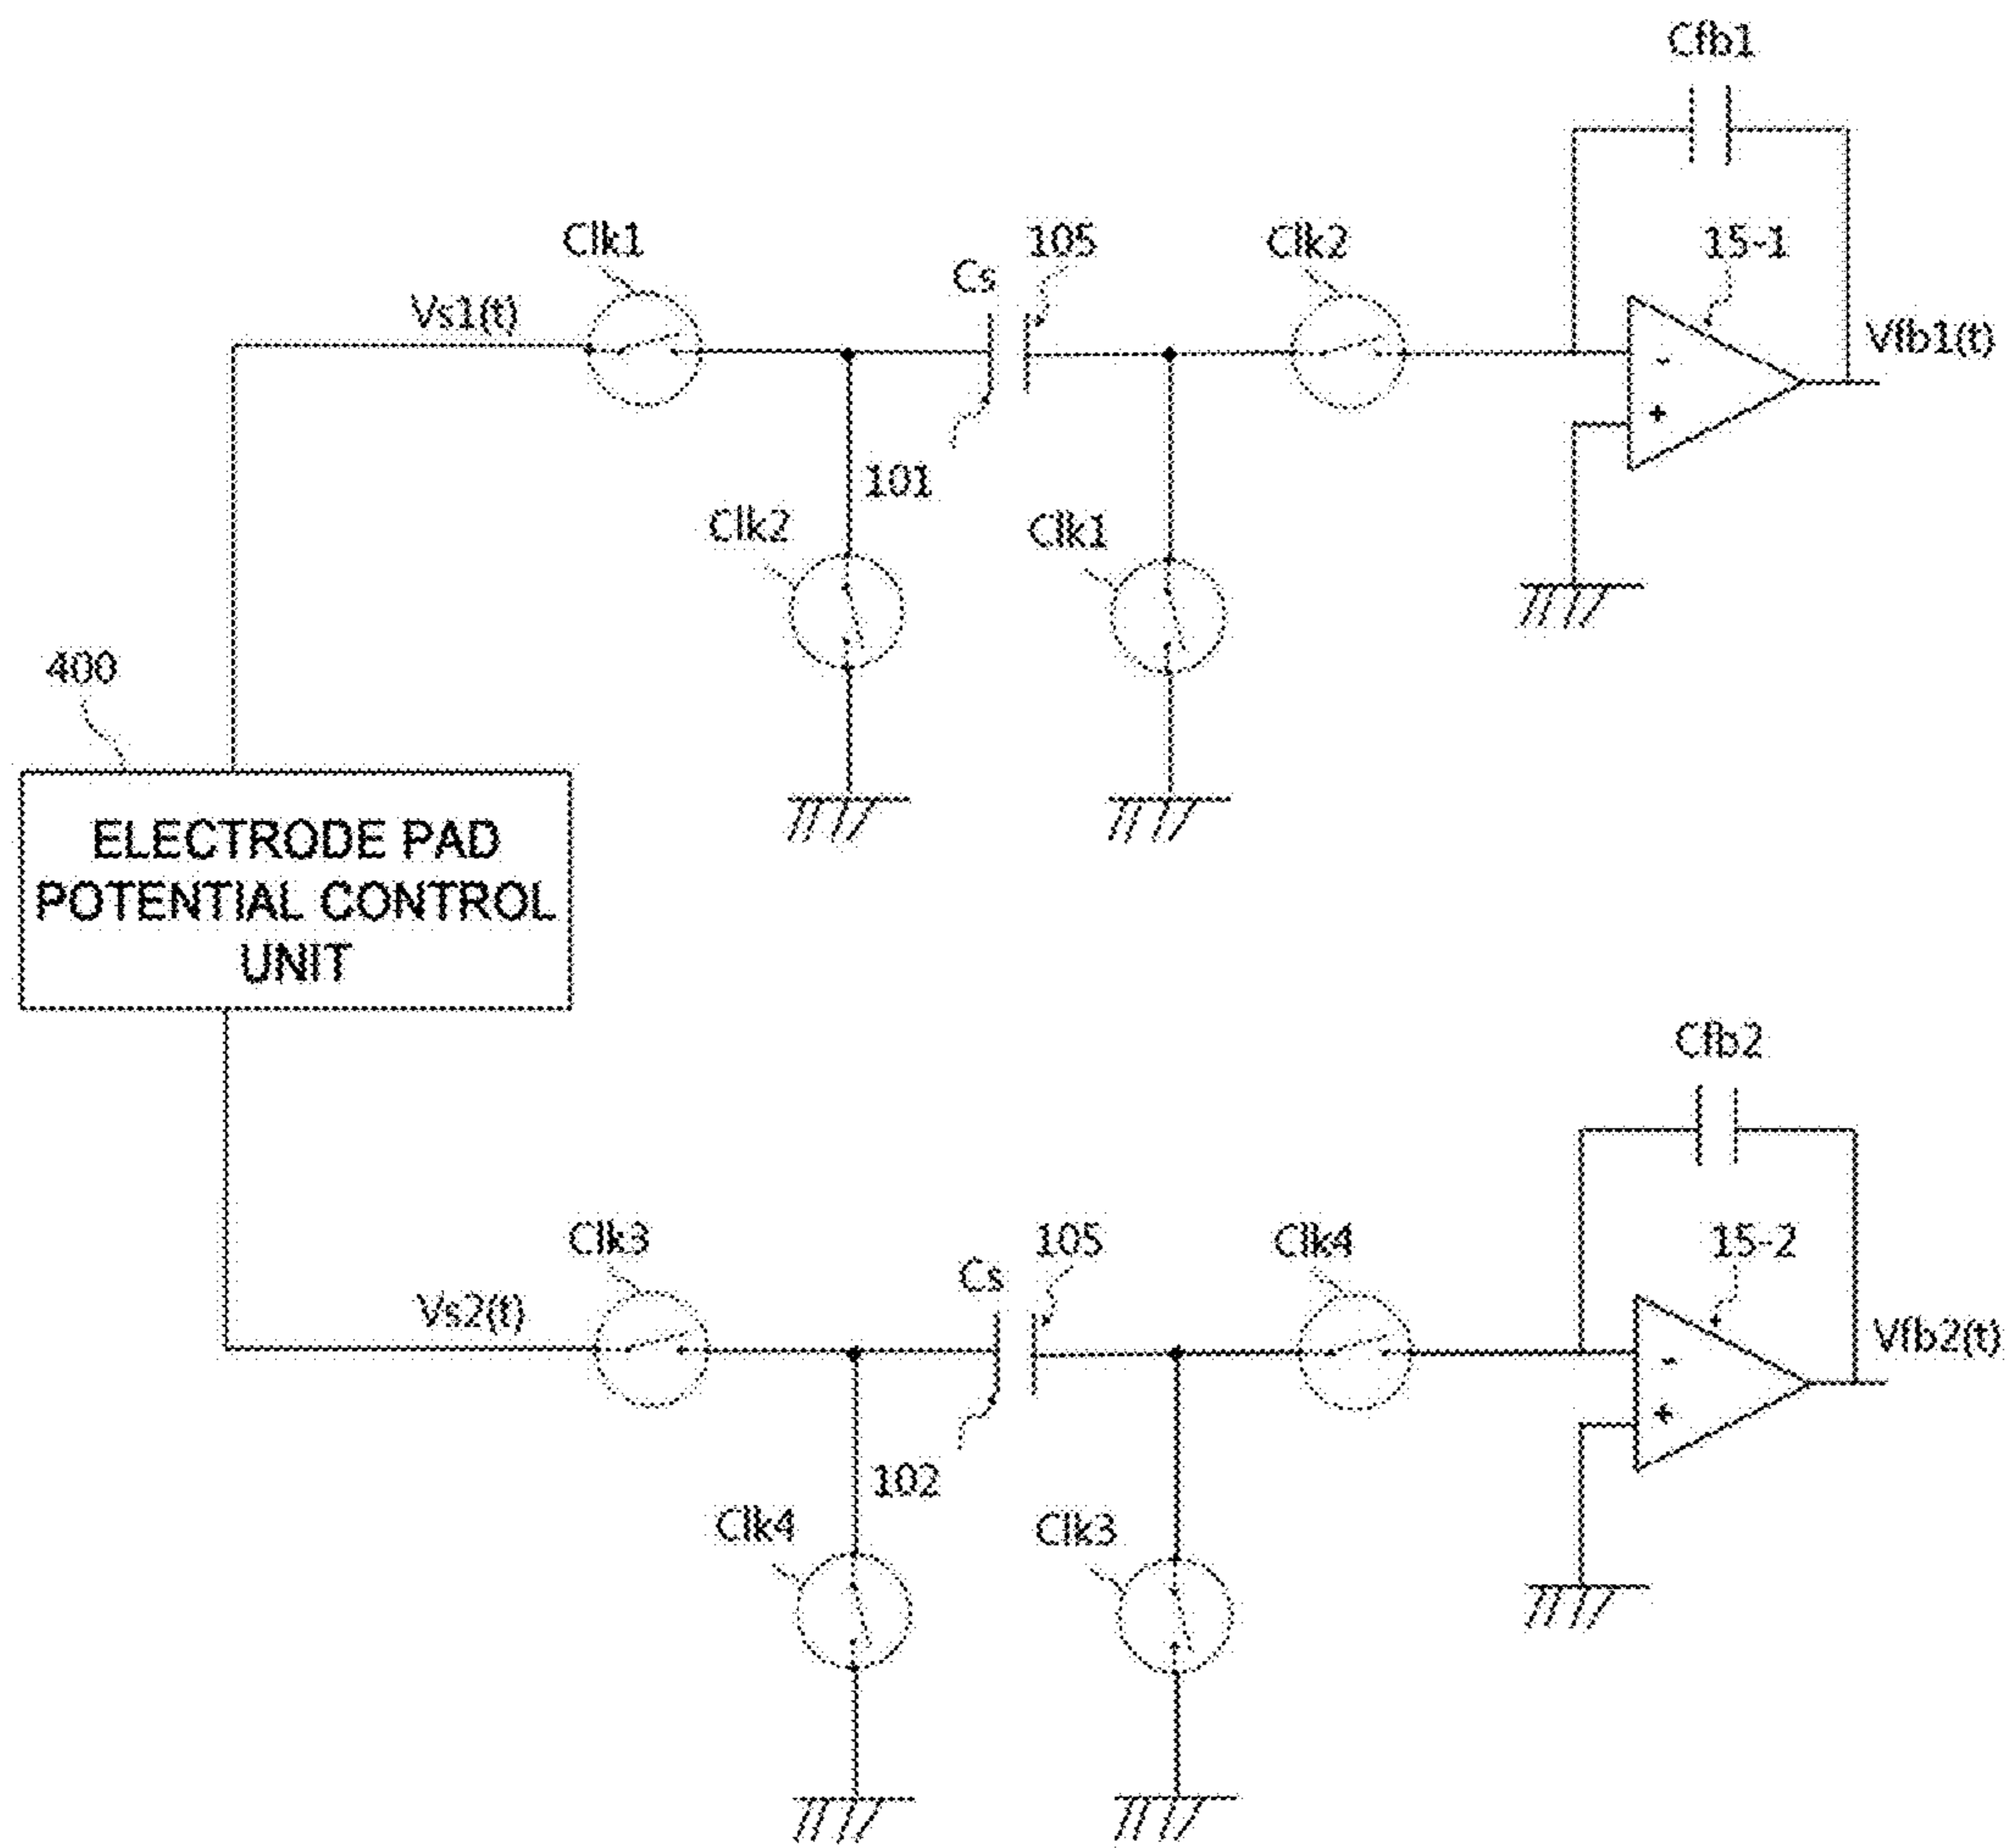 Cfb1
Clk1
Cs
105
Clk2
15-1
Vs1(t)
Vfb1(t)
-
+
101
Clk2
Clk1
400
ELECTRODE PAD
POTENTIAL CONTROL
UNIT
Cfb2
Clk3
Cs
105
Clk4
15-2
Vs2(t)
Vfb2(t)
-
+
102
Clk4
Clk3